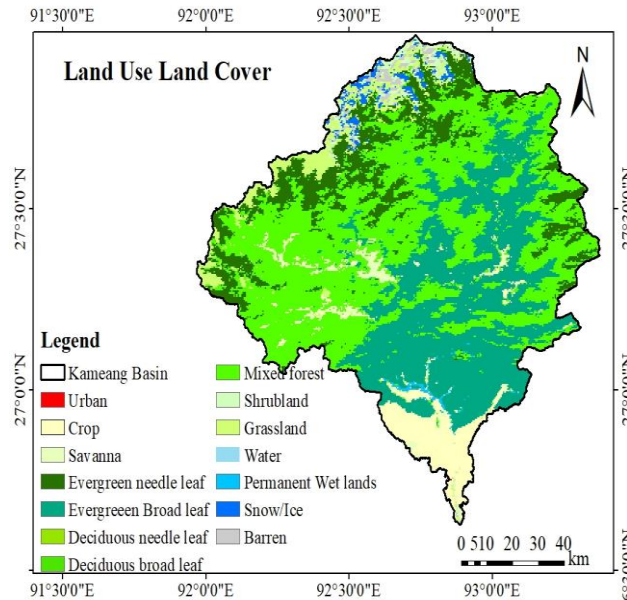 91°30'0"E 92°0'0"E 92°30'0"E 93°0'0"E
Land Use Land Cover
N
27°30'0"N
27°30'0"N
Legend
Kameang Basin
Urban
Crop
Savanna
Evergreen needle leaf
Evergreeen Broad leaf
Deciduous needle leaf
Deciduous broad leaf
Mixed forest
Shrubland
Grassland
Water
Permanent Wet lands
Snow/Ice
Barren
27°0'0"N
27°0'0"N
0 5 10 20 30 40
km
91°30'0"E 92°0'0"E 92°30'0"E 93°0'0"E